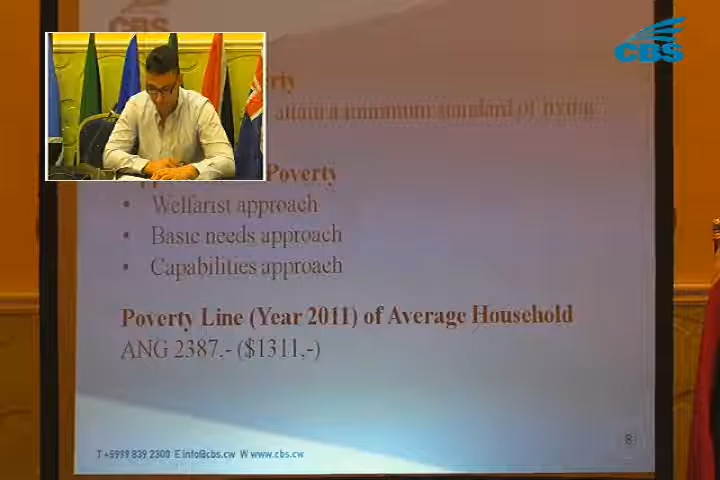 CBS
CBS
attain a minimum standard of living
Poverty
• Welfarist approach
• Basic needs approach
• Capabilities approach
Poverty Line (Year 2011) of Average Household
ANG 2387,- ($1311,-)
8
T +5999 839 2300 E info@cbs.cw W www.cbs.cw